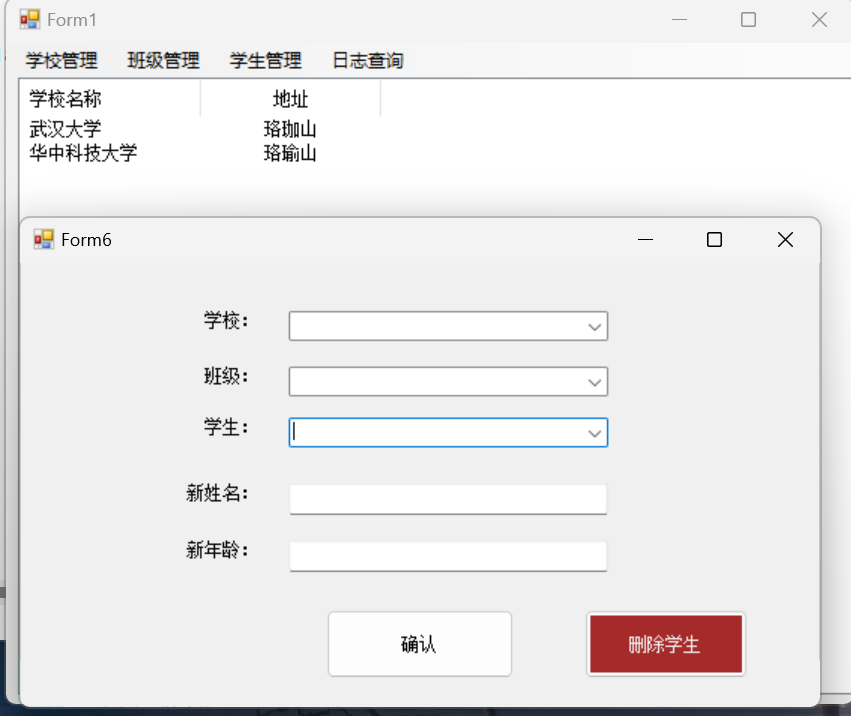 Form1
学校管理 班级管理 学生管理 日志查询
学校名称 地址
武汉大学 珞珈山
华中科技大学 珞瑜山
Form6
学校：
班级：
学生：
新姓名：
新年龄：
确认 删除学生